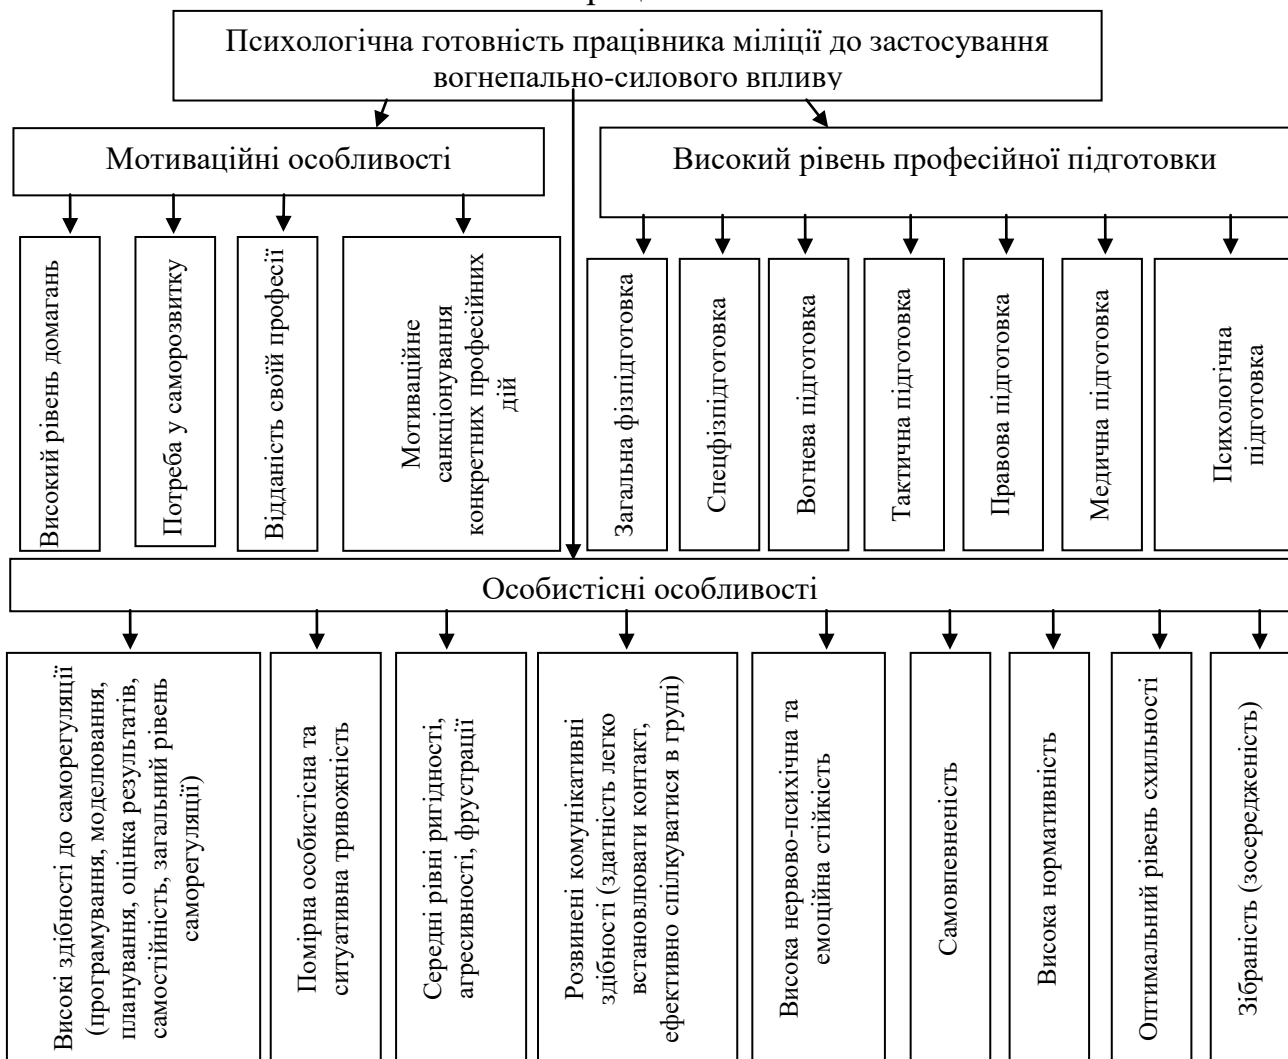 Психологічна готовність працівника міліції до застосування
вогнепально-силового впливу
Мотиваційні особливості
Високий рівень професійної підготовки
Високий рівень домагань
Потреба у саморозвитку
Відданість своїй професії
Мотиваційне
санкціонування
конкретних професійних
дій
Загальна фізпідготовка
Спецфізпідготовка
Вогнева підготовка
Тактична підготовка
Правова підготовка
Медична підготовка
Психологічна
підготовка
Особистісні особливості
Високі здібності до саморегуляції
(програмування, моделювання,
планування, оцінка результатів,
самостійність, загальний рівень
саморегуляції)
Помірна особистісна та
ситуативна тривожність
Середні рівні ригідності,
агресивності, фрустрації
Розвинені комунікативні
здібності (здатність легко
встановлювати контакт,
ефективно спілкуватися в групі)
Висока нервово-психічна та
емоційна стійкість
Самовпевненість
Висока нормативність
Оптимальний рівень схильності
Зібраність (зосередженість)